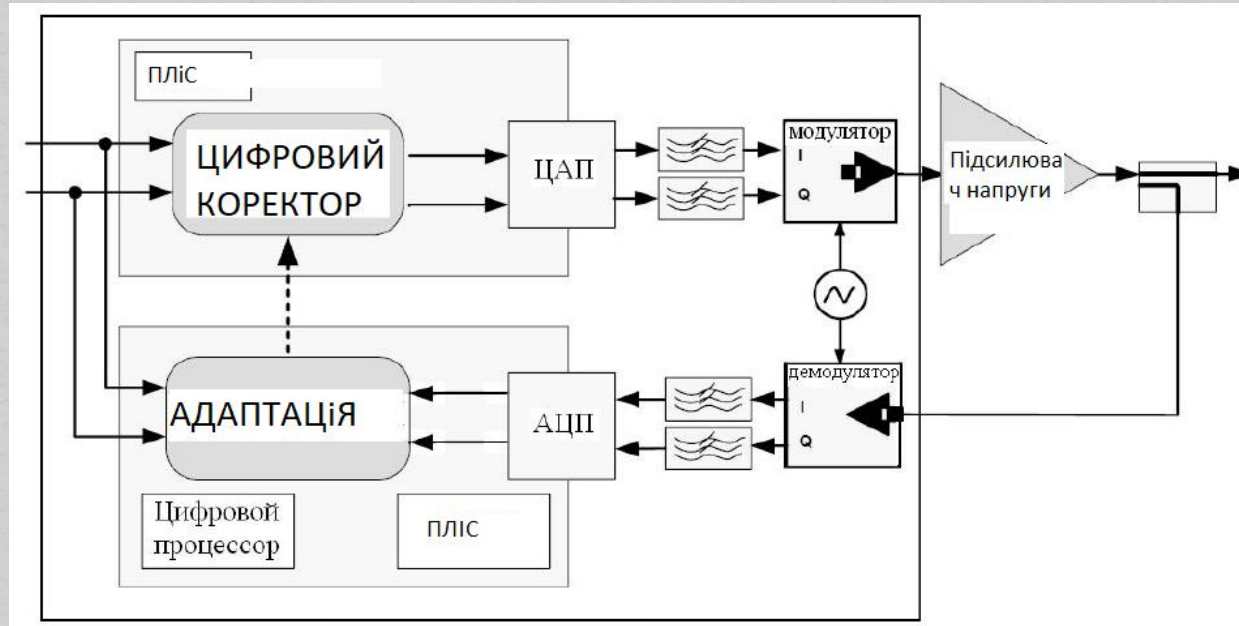 ПЛіС
ЦИФРОВИЙ
КОРЕКТОР
ЦАП
модулятор
I
Q
Підсилюва
ч напруги
АДАПТАЦіЯ
АЦП
демодулятор
I
Q
Цифровой
процессор
ПЛІС